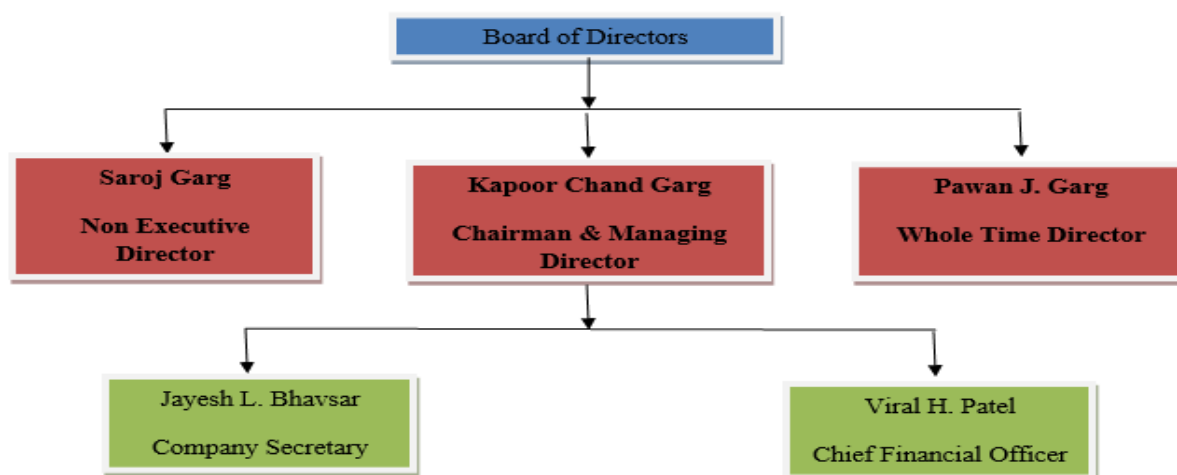 Board of Directors
Saroj Garg
Non Executive
Director
Kapoor Chand Garg
Chairman & Managing
Director
Pawan J. Garg
Whole Time Director
Jayesh L. Bhavsar
Company Secretary
Viral H. Patel
Chief Financial Officer